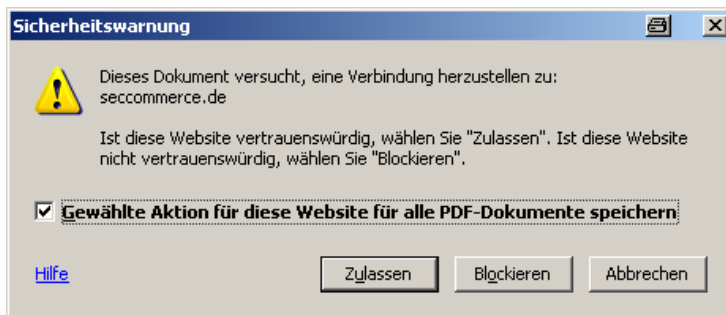 Sicherheitswarnung
Dieses Dokument versucht, eine Verbindung herzustellen zu:
seccommerce.de
Ist diese Website vertrauenswürdig, wählen Sie "Zulassen". Ist diese Website
nicht vertrauenswürdig, wählen Sie "Blockieren".
Gewählte Aktion für diese Website für alle PDF-Dokumente speichern
Hilfe Zulassen Blockieren Abbrechen